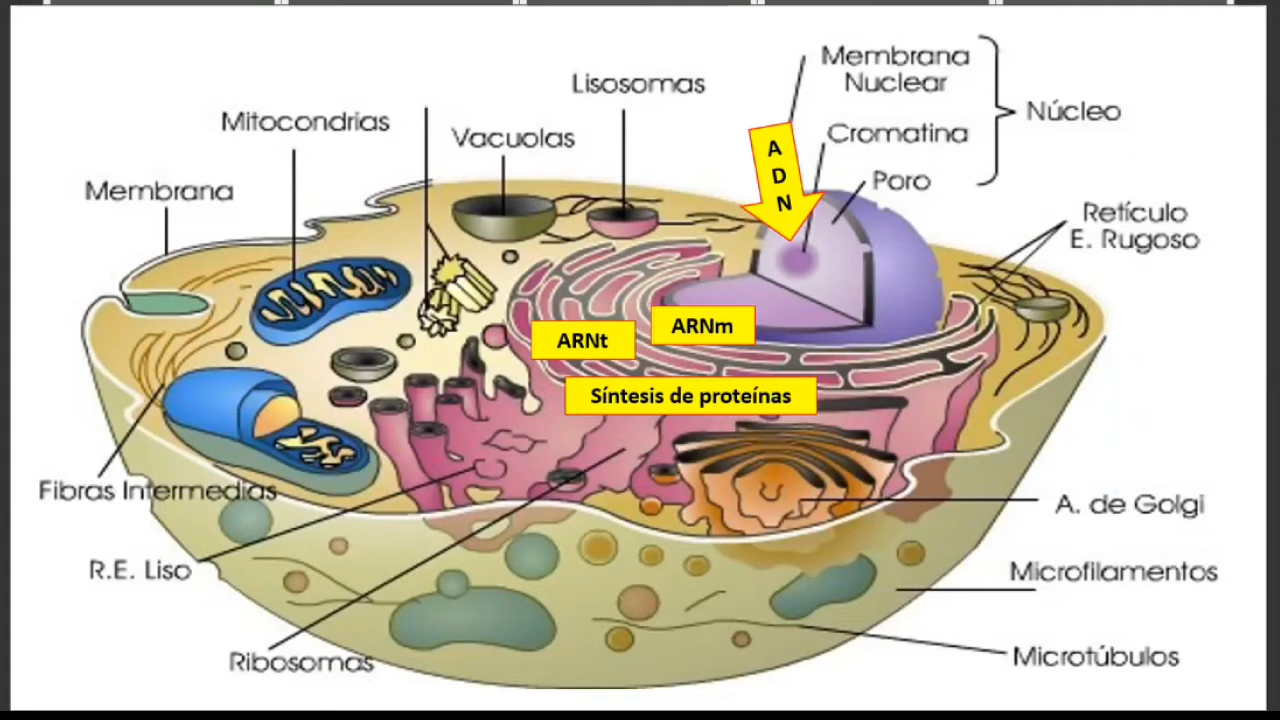 Membrana
Nuclear
Núcleo
Lisosomas
Mitocondrias
Vacuolas
Cromatina
A
D
N
Membrana
Poro
Retículo
E. Rugoso
ARNt
ARNm
Síntesis de proteínas
Fibras Intermedias
A. de Golgi
R.E. Liso
Microfilamentos
Ribosomas
Microtúbulos